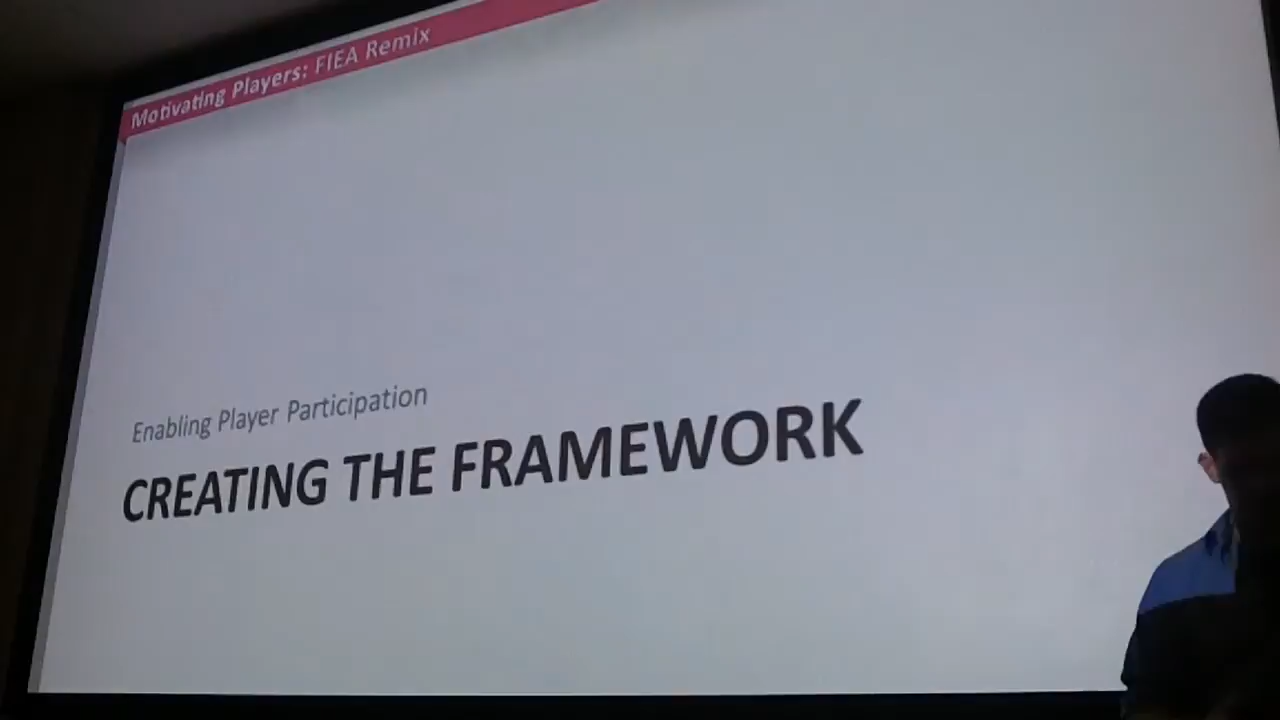 Motivating Players: FIEA Remix
Enabling Player Participation
CREATING THE FRAMEWORK